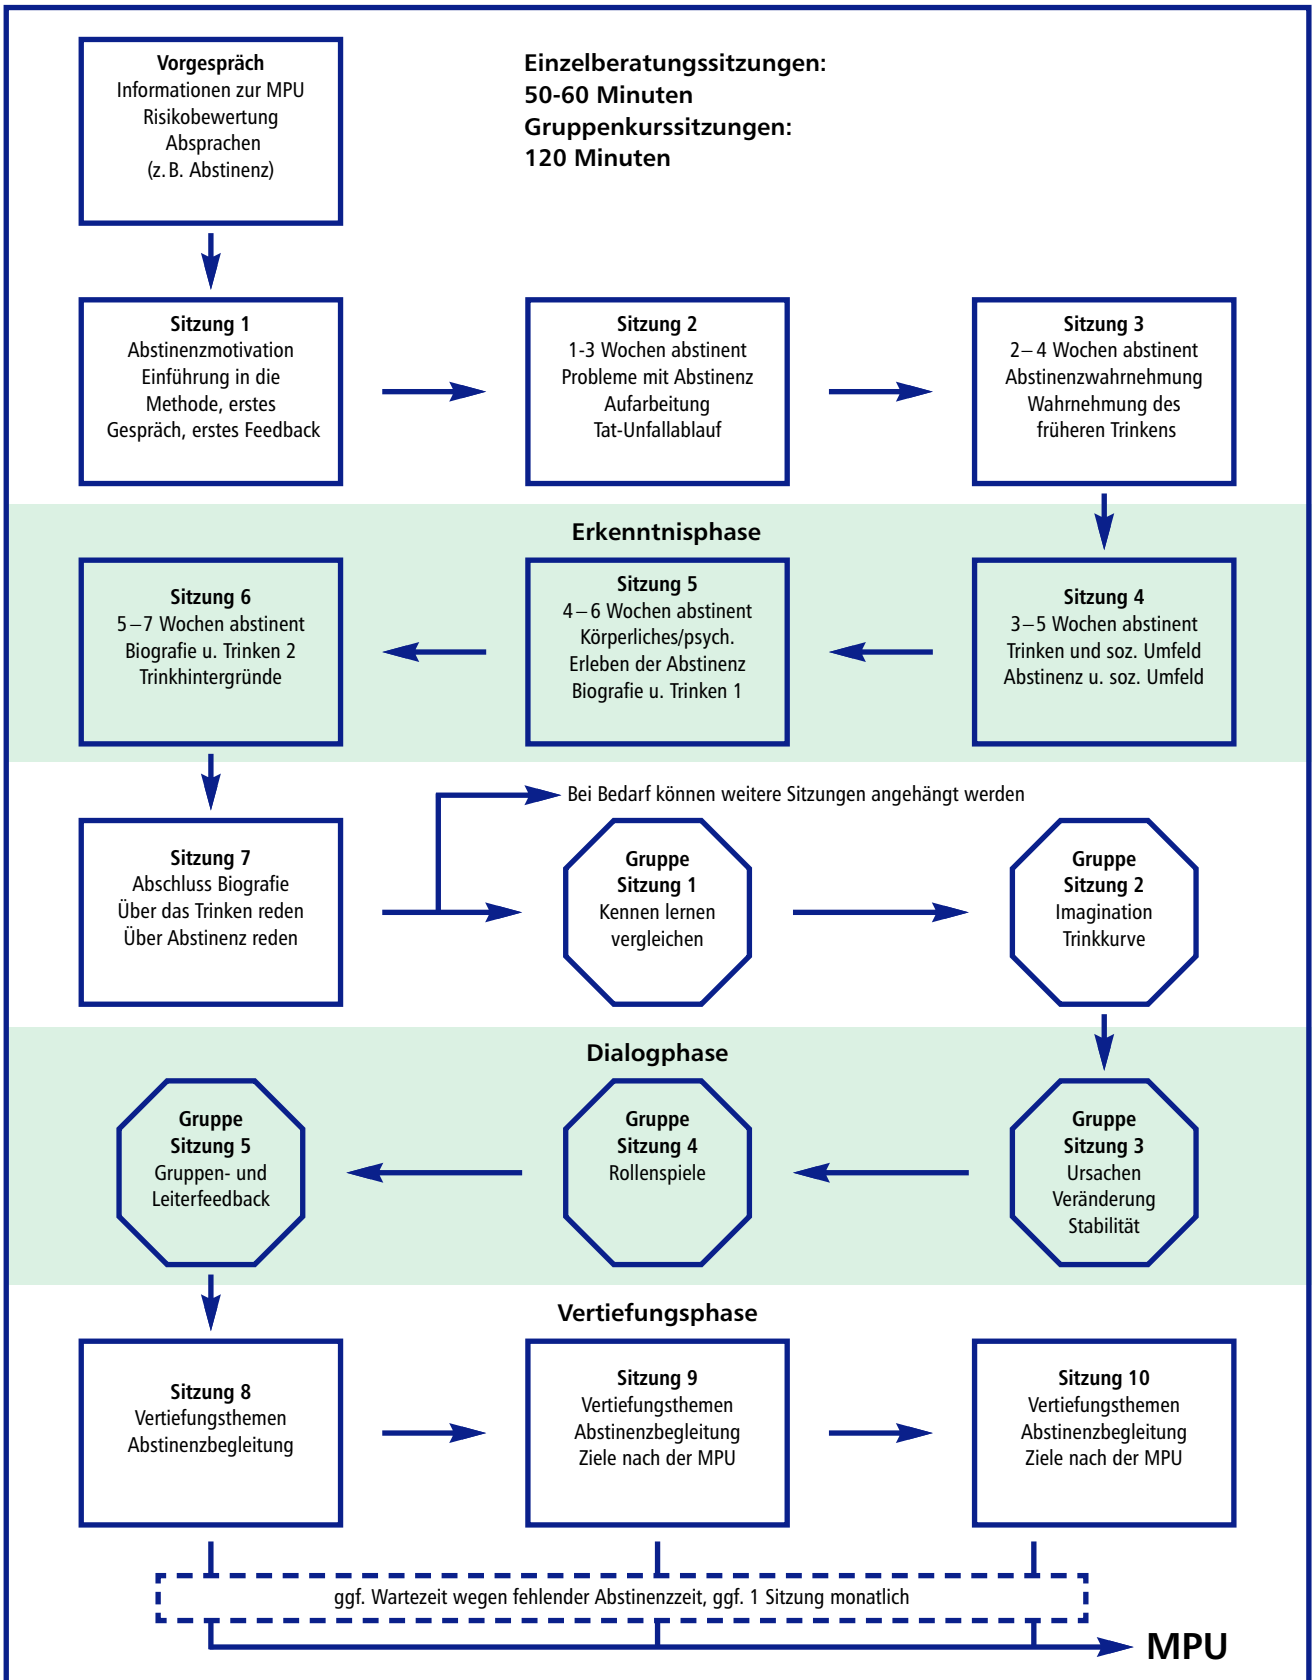 Vorgespräch
Informationen zur MPU
Risikobewertung
Absprachen
(z. B. Abstinenz)
Einzelberatungssitzungen:
50-60 Minuten
Gruppenkurssitzungen:
120 Minuten
Sitzung 1
Abstinenzmotivation
Einführung in die
Methode, erstes
Gespräch, erstes Feedback
Sitzung 2
1-3 Wochen abstinent
Probleme mit Abstinenz
Aufarbeitung
Tat-Unfallablauf
Sitzung 3
2–4 Wochen abstinent
Abstinenzwahrnehmung
Wahrnehmung des
früheren Trinkens
Erkenntnisphase
Sitzung 6
5–7 Wochen abstinent
Biografie u. Trinken 2
Trinkhintergründe
Sitzung 5
4–6 Wochen abstinent
Körperliches/psych.
Erleben der Abstinenz
Biografie u. Trinken 1
Sitzung 4
3–5 Wochen abstinent
Trinken und soz. Umfeld
Abstinenz u. soz. Umfeld
Bei Bedarf können weitere Sitzungen angehängt werden
Sitzung 7
Abschluss Biografie
Über das Trinken reden
Über Abstinenz reden
Gruppe
Sitzung 1
Kennen lernen
vergleichen
Gruppe
Sitzung 2
Imagination
Trinkkurve
Dialogphase
Gruppe
Sitzung 5
Gruppen- und
Leiterfeedback
Gruppe
Sitzung 4
Rollenspiele
Gruppe
Sitzung 3
Ursachen
Veränderung
Stabilität
Vertiefungsphase
Sitzung 8
Vertiefungsthemen
Abstinenzbegleitung
Sitzung 9
Vertiefungsthemen
Abstinenzbegleitung
Ziele nach der MPU
Sitzung 10
Vertiefungsthemen
Abstinenzbegleitung
Ziele nach der MPU
ggf. Wartezeit wegen fehlender Abstinenzzeit, ggf. 1 Sitzung monatlich
MPU